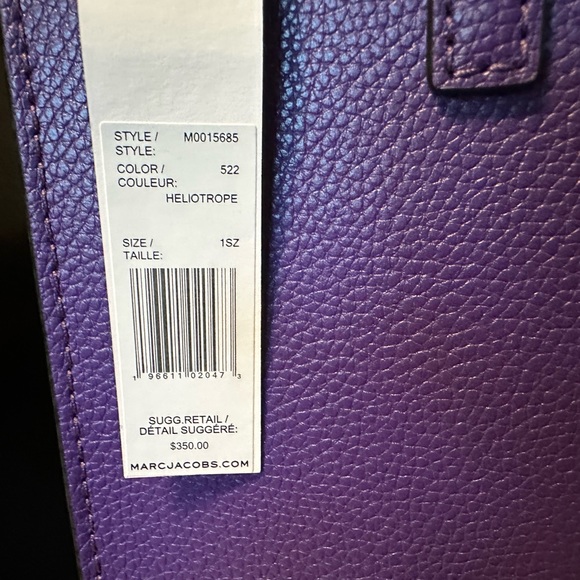 STYLE / M0015685
STYLE:
COLOR / 522
COULEUR:
HELIOTROPE
SIZE / 1SZ
TAILLE:
1 96611 02047 3
SUGG.RETAIL /
DÉTAIL SUGGÉRÉ:
$350.00
MARCJACOBS.COM